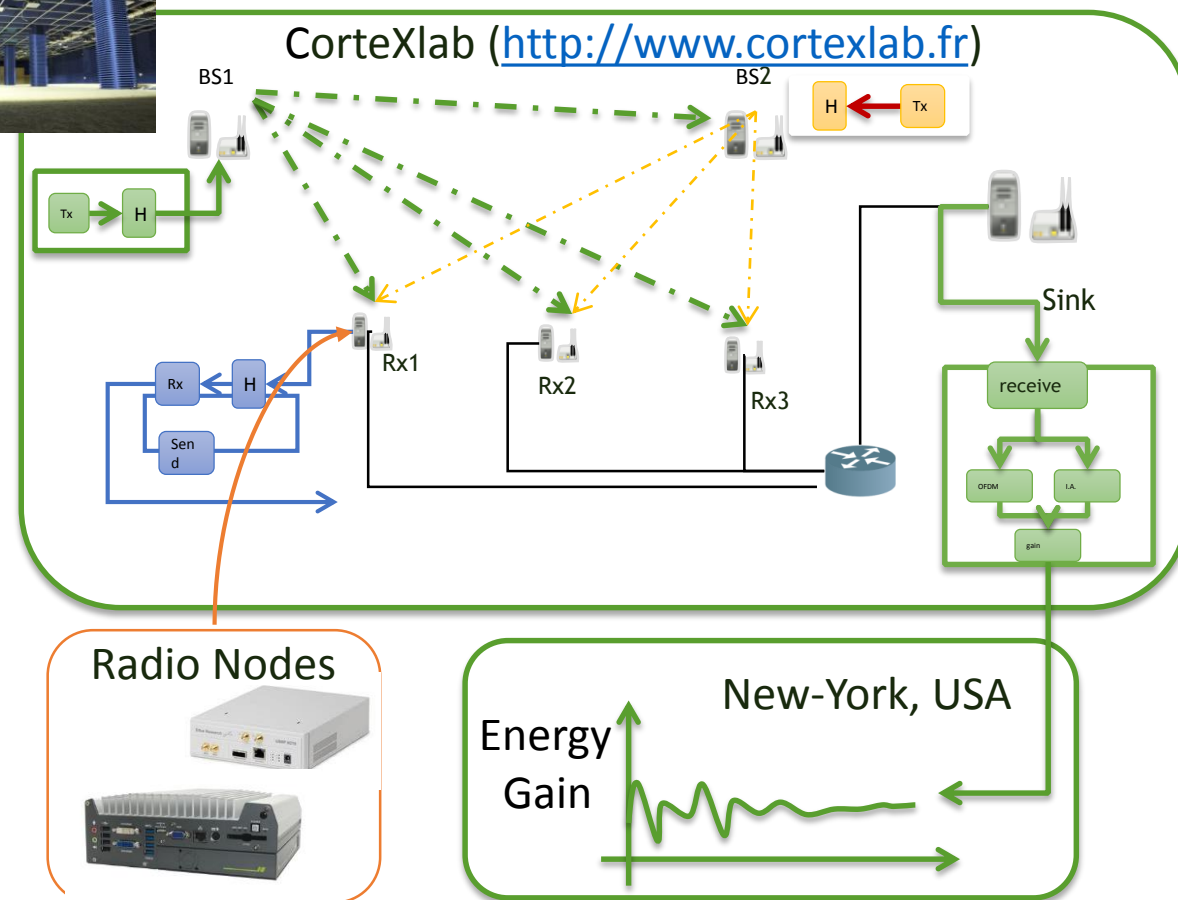 CorteXlab (http://www.cortexlab.fr)
BS1
BS2
H
Tx
Tx
H
Sink
Rx1
Rx2
Rx3
Rx
H
Sen
d
receive
OFDM
I.A.
gain
Radio Nodes
New-York, USA
Energy
Gain